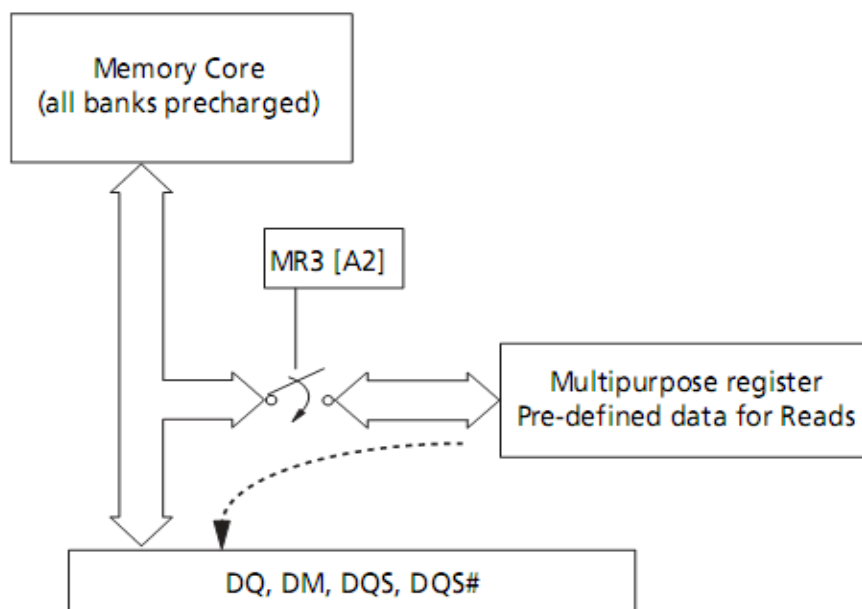 Memory Core
(all banks precharged)
MR3 [A2]
Multipurpose register
Pre-defined data for Reads
DQ, DM, DQS, DQS#